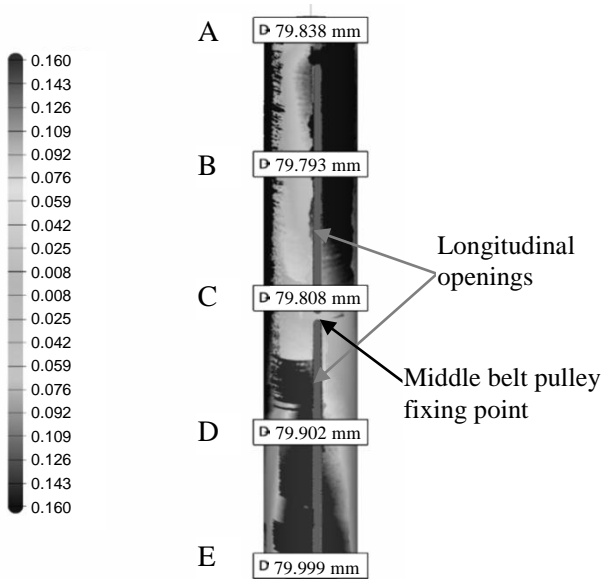 A
D 79.838 mm
0.160
0.143
0.126
0.109
0.092
0.076
0.059
0.042
0.025
0.008
0.008
0.025
0.042
0.059
0.076
0.092
0.109
0.126
0.143
0.160
B
D 79.793 mm
Longitudinal
openings
C
D 79.808 mm
Middle belt pulley
fixing point
D
D 79.902 mm
E
D 79.999 mm